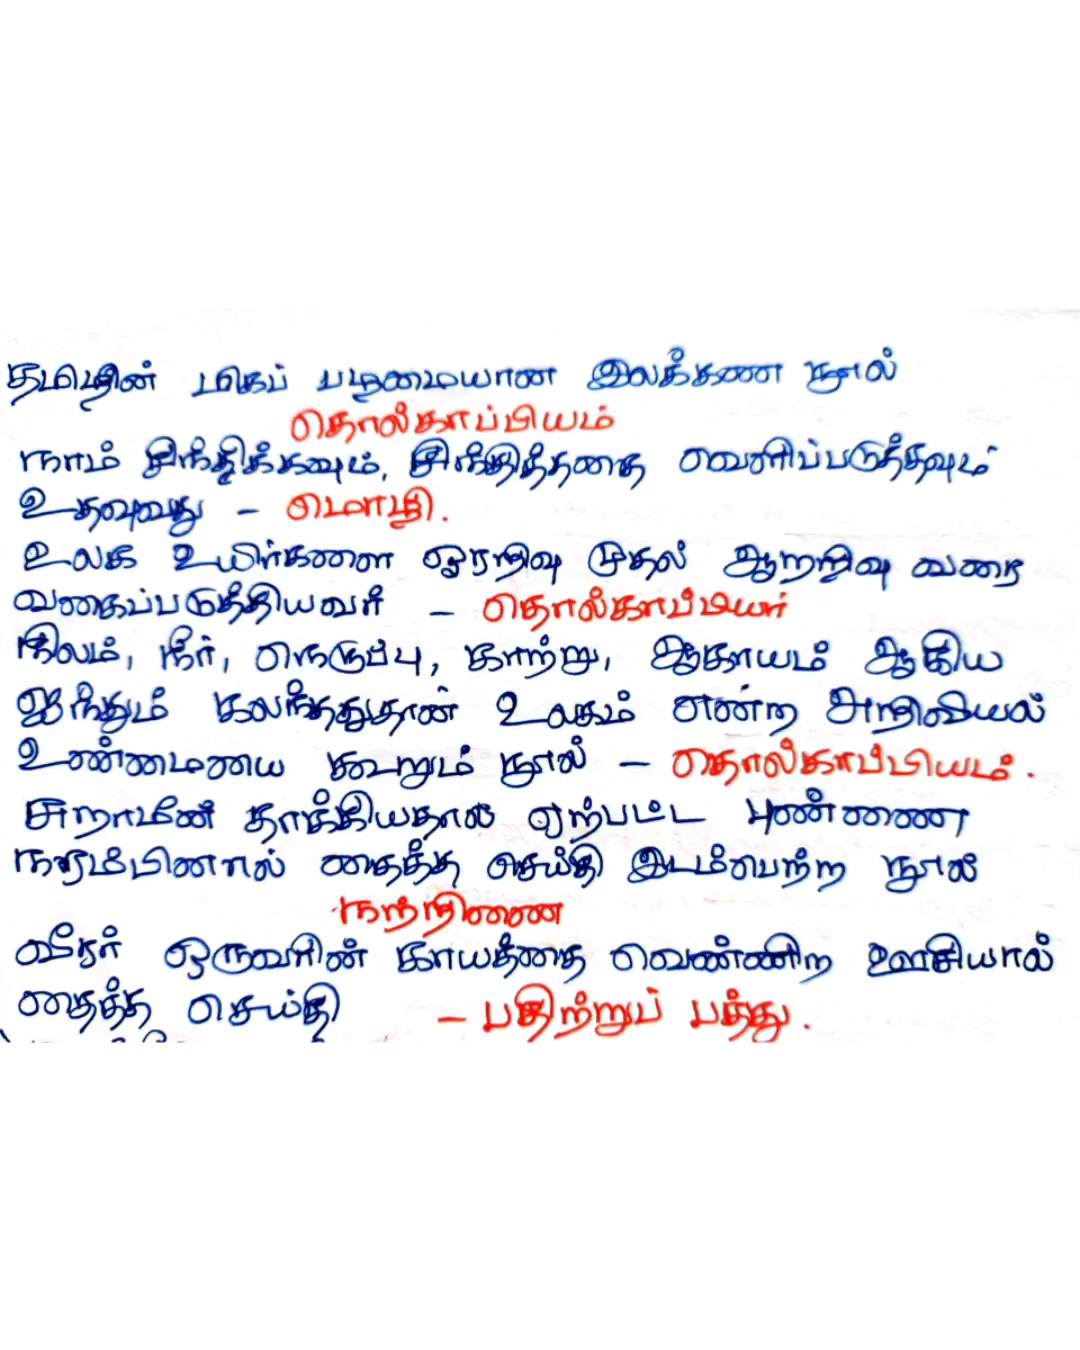 தமிழின் மிகப் பழமையான இலக்கண நூல்
தொல்காப்பியம்
நாம் சிந்திக்கவும், சிந்தித்ததை வெளிப்படுத்தவும்
உதவுவது - மொழி.
உலக உயிர்களை ஓரறிவு முதல் ஆறறிவு வரை
வகைப்படுத்தியவர் - தொல்காப்பியர்
நிலம், நீர், நெருப்பு, காற்று, ஆகாயம் ஆகிய
ஐந்தும் கலந்ததுதான் உலகம் என்ற அறிவியல்
உண்மையை கூறும் நூல் - தொல்காப்பியம்.
சுறாமீன் தாக்கியதால் ஏற்பட்ட புண்ணை
நரம்பினால் தைத்த செய்தி இடம்பெற்ற நூல்
நற்றிணை
வீரர் ஒருவரின் காயத்தை வெண்ணிற ஊசியால்
தைத்த செய்தி - பதிற்றுப் பத்து.